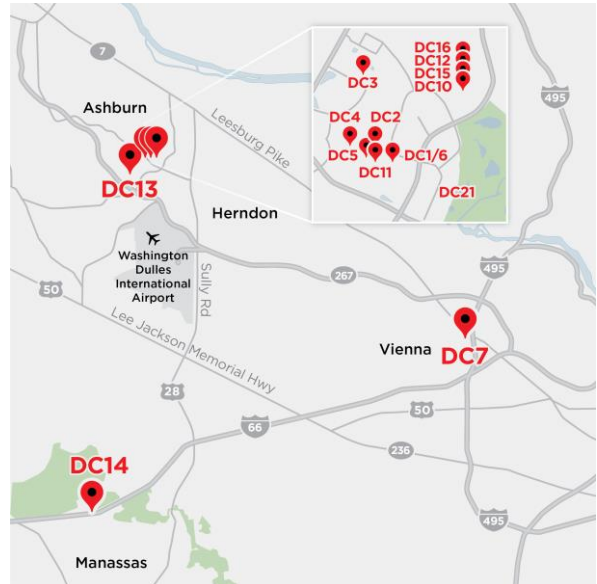 7
Ashburn
Leesburg Pike
DC13
Herndon
Washington
Dulles
International
Airport
Sully Rd
50
Lee Jackson Memorial Hwy
28
267
66
Vienna
DC7
495
495
50
236
495
DC14
Manassas
DC3
DC16
DC12
DC15
DC10
DC4
DC2
DC5
DC11
DC1/6
DC21